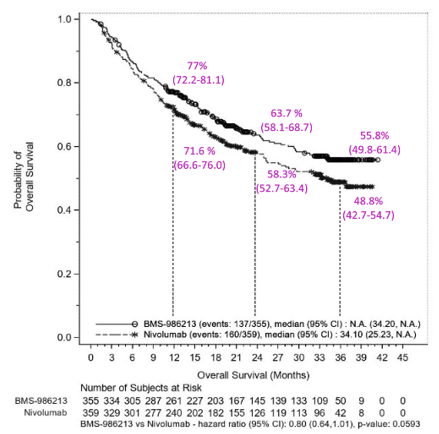 1.0
77%
(72.2-81.1)
0.8
63.7 %
(58.1-68.7)
55.8%
(49.8-61.4)
0.6
71.6 %
(66.6-76.0)
58.3%
(52.7-63.4)
48.8%
(42.7-54.7)
0.4
0.2
0.0
Probability of
Overall Survival
BMS-986213 (events: 137/355), median (95% CI) : N.A. (34.20, N.A.)
Nivolumab (events: 160/359), median (95% CI) : 34.10 (25.23, N.A.)
0 3 6 9 12 15 18 21 24 27 30 33 36 39 42 45
Overall Survival (Months)
Number of Subjects at Risk
BMS-986213 355 334 305 287 261 227 203 167 145 139 133 109 50 9 0 0
Nivolumab 359 329 301 277 240 202 182 155 126 119 113 96 42 8 0 0
BMS-986213 vs Nivolumab - hazard ratio (95% CI): 0.80 (0.64,1.01), p-value: 0.0593